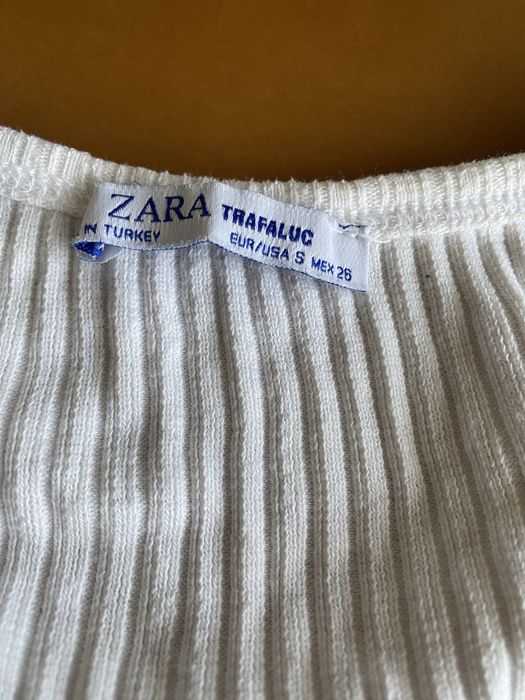 ZARA TRAFALUC
IN TURKEY EUR/USA S MEX 26